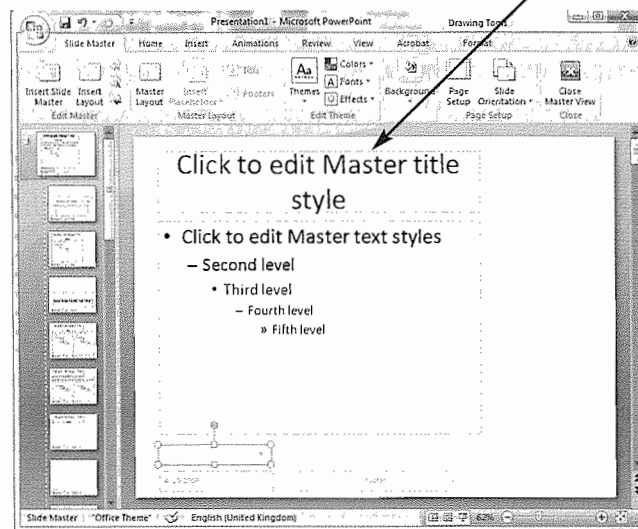 Presentation1 - Microsoft PowerPoint
Drawing Tools
Slide Master Home Insert Animations Review View Acrobat Format
Insert Slide Master
Insert Layout
Master Layout
Insert Placeholder
Title
Footers
Themes
Colors
Fonts
Effects
Background
Page Setup
Slide Orientation
Close Master View
Edit Master
Master Layout
Edit Theme
Page Setup
Close
Click to edit Master title
style
• Click to edit Master text styles
– Second level
• Third level
– Fourth level
» Fifth level
Slide Master "Office Theme" English (United Kingdom) 62%